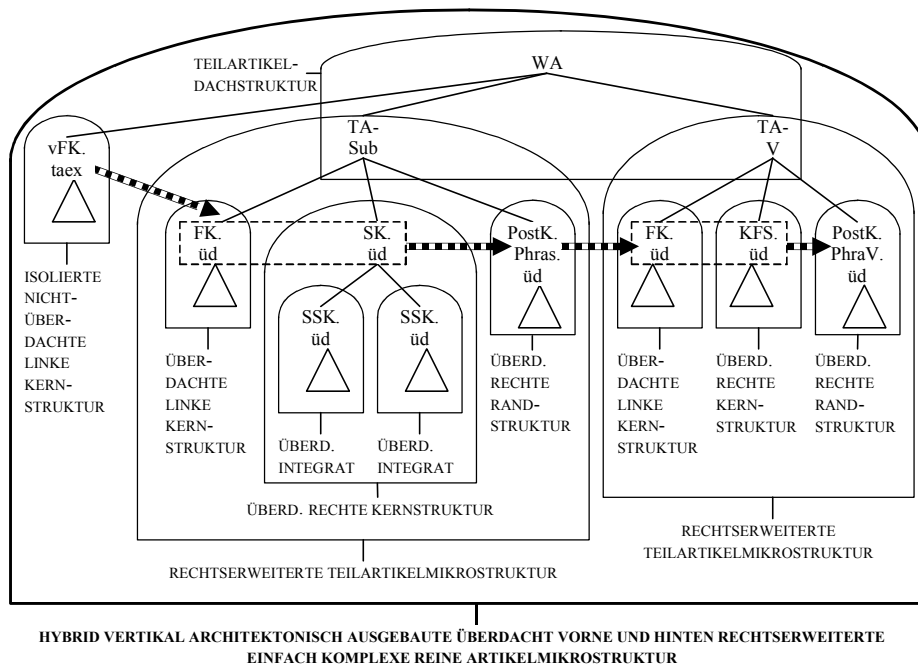 TEILARTIKEL-
DACHSTRUKTUR
WA
vFK.
taex
TA-
Sub
TA-
V
FK.
üd
SK.
üd
PostK.
Phras.
üd
FK.
üd
KFS.
üd
PostK.
PhraV.
üd
SSK.
üd
SSK.
üd
ISOLIERTE
NICHT-
ÜBER-
DACHTE
LINKE
KERN-
STRUKTUR
ÜBER-
DACHTE
LINKE
KERN-
STRUKTUR
ÜBERD.
INTEGRAT
ÜBERD.
INTEGRAT
ÜBERD.
RECHTE
RAND-
STRUKTUR
ÜBER-
DACHTE
LINKE
KERN-
STRUKTUR
ÜBERD.
RECHTE
KERN-
STRUKTUR
ÜBERD.
RECHTE
RAND-
STRUKTUR
ÜBERD. RECHTE KERNSTRUKTUR
RECHTSERWEITERTE
TEILARTIKELMIKROSTRUKTUR
RECHTSERWEITERTE TEILARTIKELMIKROSTRUKTUR
HYBRID VERTIKAL ARCHITEKTONISCH AUSGEBAUTE ÜBERDACHT VORNE UND HINTEN RECHTSERWEITERTE
EINFACH KOMPLEXE REINE ARTIKELMIKROSTRUKTUR